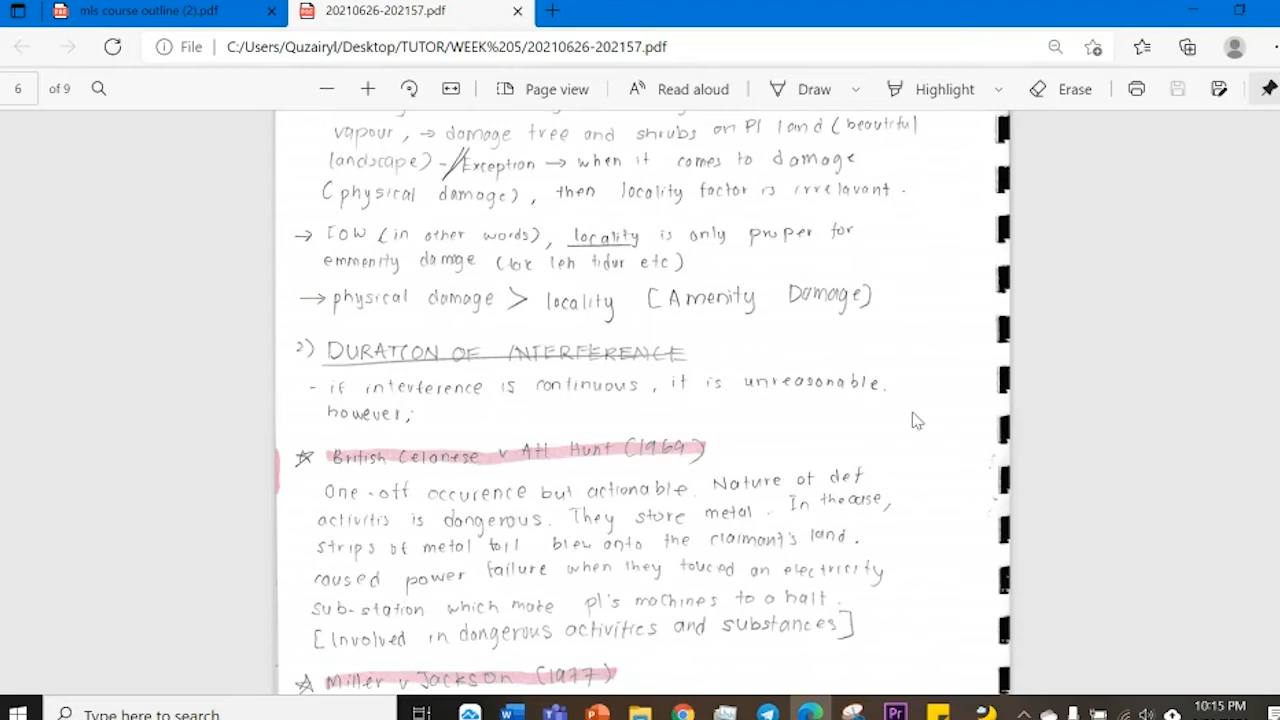 mls course outline (2).pdf
20210626-202157.pdf
File C:/Users/Quzairyl/Desktop/TUTOR/WEEK%205/20210626-202157.pdf
6 of 9
Page view
Read aloud
Draw
Highlight
Erase
vapour, → damage tree and shrubs on Pl land (beautiful
landscape) - Exception → when it comes to damage
(physical damage), then locality factor is irrelavant.
→ IOW (in other words), locality is only proper for
emmenity damage (tak leh tidur etc)
→ physical damage > locality [Amenity Damage]
2) DURATION OF INTERFERENCE
- if interference is continuous, it is unreasonable.
however;
☆ British Celanese v AH Hunt (1969)
One-off occurence but actionable. Nature of def
activitis is dangerous. They store metal. In the case,
strips of metal foil blew onto the claimant's land.
caused power failure when they touced an electricity
sub-station which make pl's machines to a halt.
[Involved in dangerous activities and substances]
☆ Miller v Jackson (1977)
Type here to search
10:15 PM